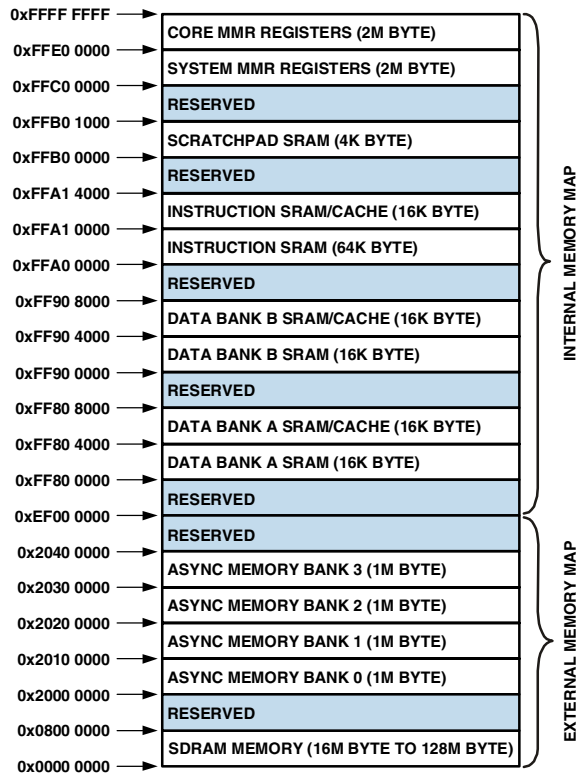 0xFFFF FFFF
CORE MMR REGISTERS (2M BYTE)
0xFFE0 0000
SYSTEM MMR REGISTERS (2M BYTE)
0xFFC0 0000
RESERVED
0xFFB0 1000
SCRATCHPAD SRAM (4K BYTE)
0xFFB0 0000
RESERVED
0xFFA1 4000
INSTRUCTION SRAM/CACHE (16K BYTE)
0xFFA1 0000
INSTRUCTION SRAM (64K BYTE)
0xFFA0 0000
RESERVED
0xFF90 8000
DATA BANK B SRAM/CACHE (16K BYTE)
0xFF90 4000
DATA BANK B SRAM (16K BYTE)
0xFF90 0000
RESERVED
0xFF80 8000
DATA BANK A SRAM/CACHE (16K BYTE)
0xFF80 4000
DATA BANK A SRAM (16K BYTE)
0xFF80 0000
RESERVED
0xEF00 0000
RESERVED
0x2040 0000
ASYNC MEMORY BANK 3 (1M BYTE)
0x2030 0000
ASYNC MEMORY BANK 2 (1M BYTE)
0x2020 0000
ASYNC MEMORY BANK 1 (1M BYTE)
0x2010 0000
ASYNC MEMORY BANK 0 (1M BYTE)
0x2000 0000
RESERVED
0x0800 0000
SDRAM MEMORY (16M BYTE TO 128M BYTE)
0x0000 0000
INTERNAL MEMORY MAP
EXTERNAL MEMORY MAP